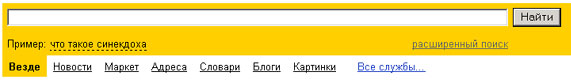 Найти
Пример: что такое синекдоха расширенный поиск
Везде Новости Маркет Адреса Словари Блоги Картинки Все службы...